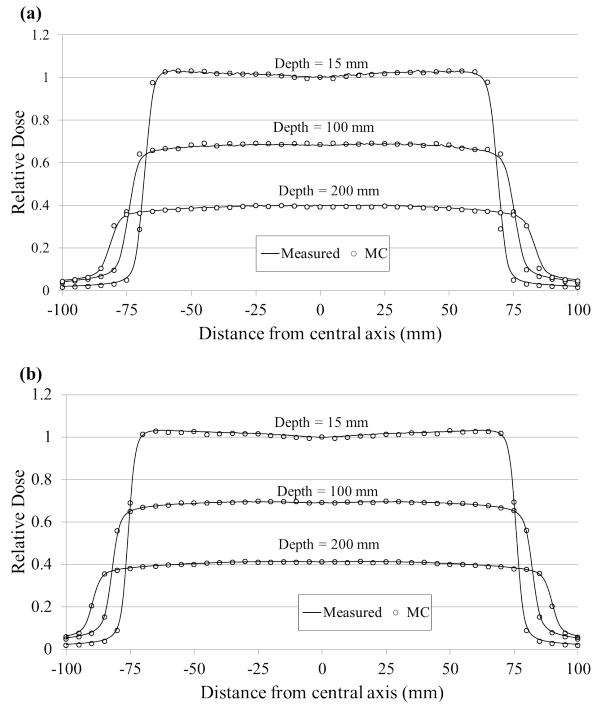 (a)
1.2
1
0.8
0.6
0.4
0.2
0
Relative Dose
Depth = 15 mm
Depth = 100 mm
Depth = 200 mm
Measured MC
-100 -75 -50 -25 0 25 50 75 100
Distance from central axis (mm)
(b)
1.2
1
0.8
0.6
0.4
0.2
0
Relative Dose
Depth = 15 mm
Depth = 100 mm
Depth = 200 mm
Measured MC
-100 -75 -50 -25 0 25 50 75 100
Distance from central axis (mm)